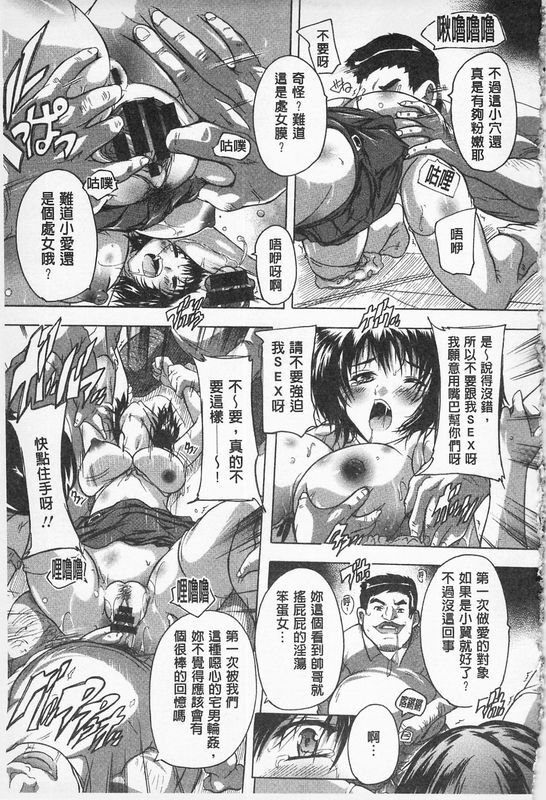 啾嚕嚕嚕
不過這小穴還
真是有夠粉嫩耶
不要呀
咕哩
唔咿
奇怪？難道
這是處女膜？
咕噗
咕噗
唔咿呀啊
難道小愛還
是個處女哦？
是～說得沒錯，
所以不要跟我SEX呀
我願意用嘴巴幫你們呀
請不要強迫
我SEX呀
不～要，真的不
要這樣
～！
快點住手呀!!
哩嚕嚕
哩嚕嚕
第一次被我們
這種噁心的宅男輪姦，
妳不覺得應該會有
個很棒的回憶嗎
第一次做愛的對象
如果是小翼就好了？
不過沒這回事
妳這個看到帥哥就
搖屁屁的淫蕩
笨蛋女…
啊…